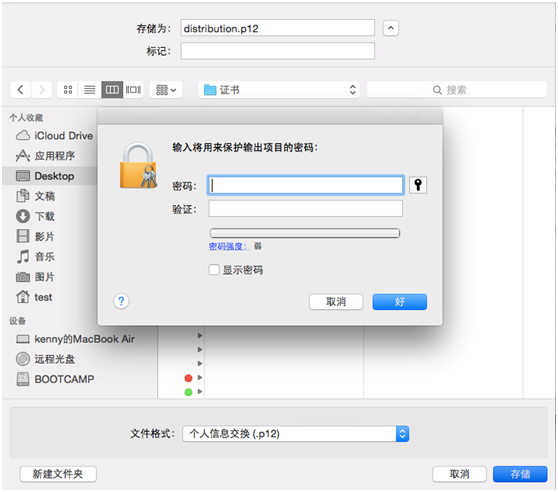 存储为： distribution.p12
标记：
证书
搜索
个人收藏
iCloud Drive
应用程序
Desktop
文稿
下载
影片
音乐
图片
test
设备
kenny的MacBook Air
远程光盘
BOOTCAMP
输入将用来保护输出项目的密码：
密码：
验证：
密码强度： 弱
显示密码
?
取消
好
文件格式： 个人信息交换 (.p12)
新建文件夹
取消
存储